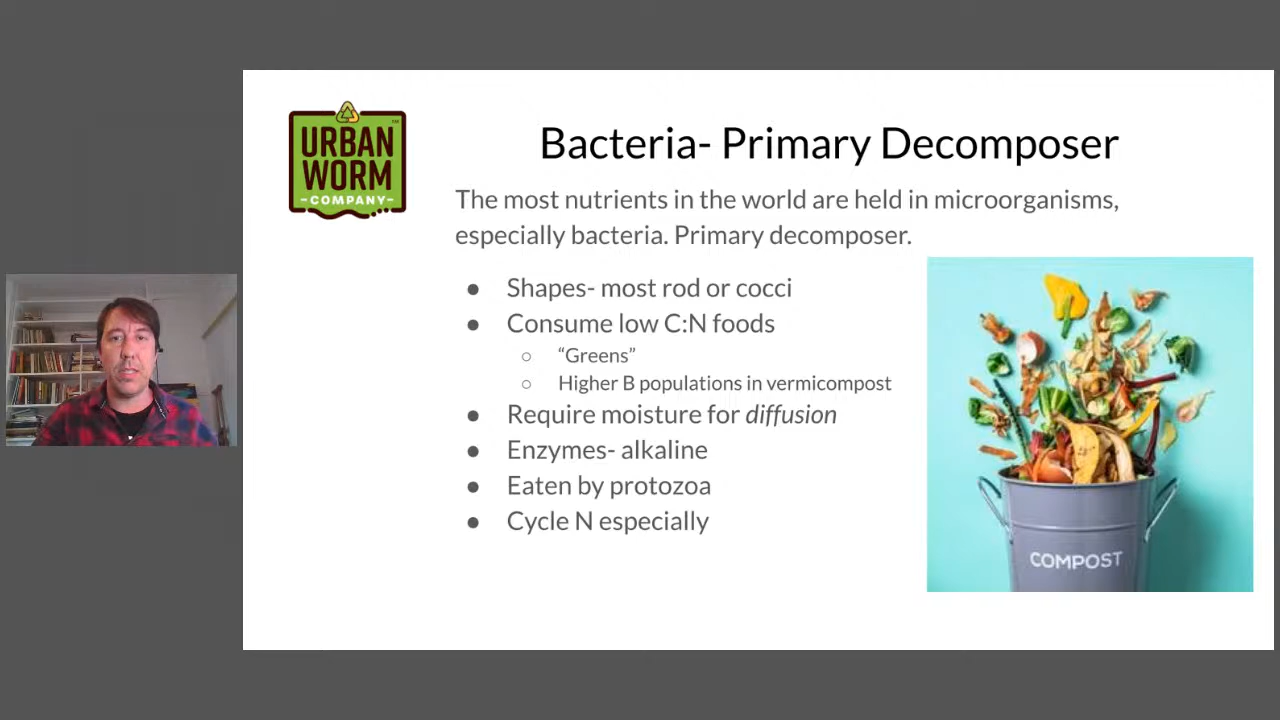 URBAN
WORM
-COMPANY-
™
Bacteria- Primary Decomposer
The most nutrients in the world are held in microorganisms,
especially bacteria. Primary decomposer.
● Shapes- most rod or cocci
● Consume low C:N foods
○ “Greens”
○ Higher B populations in vermicompost
● Require moisture for diffusion
● Enzymes- alkaline
● Eaten by protozoa
● Cycle N especially
COMPOST